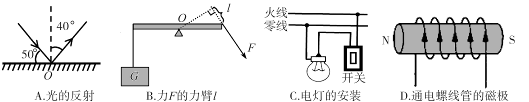 50° 40°
O
A.光的反射
O l
F
G
B.力F的力臂l
火线
零线
开关
C.电灯的安装
N S
D.通电螺线管的磁极